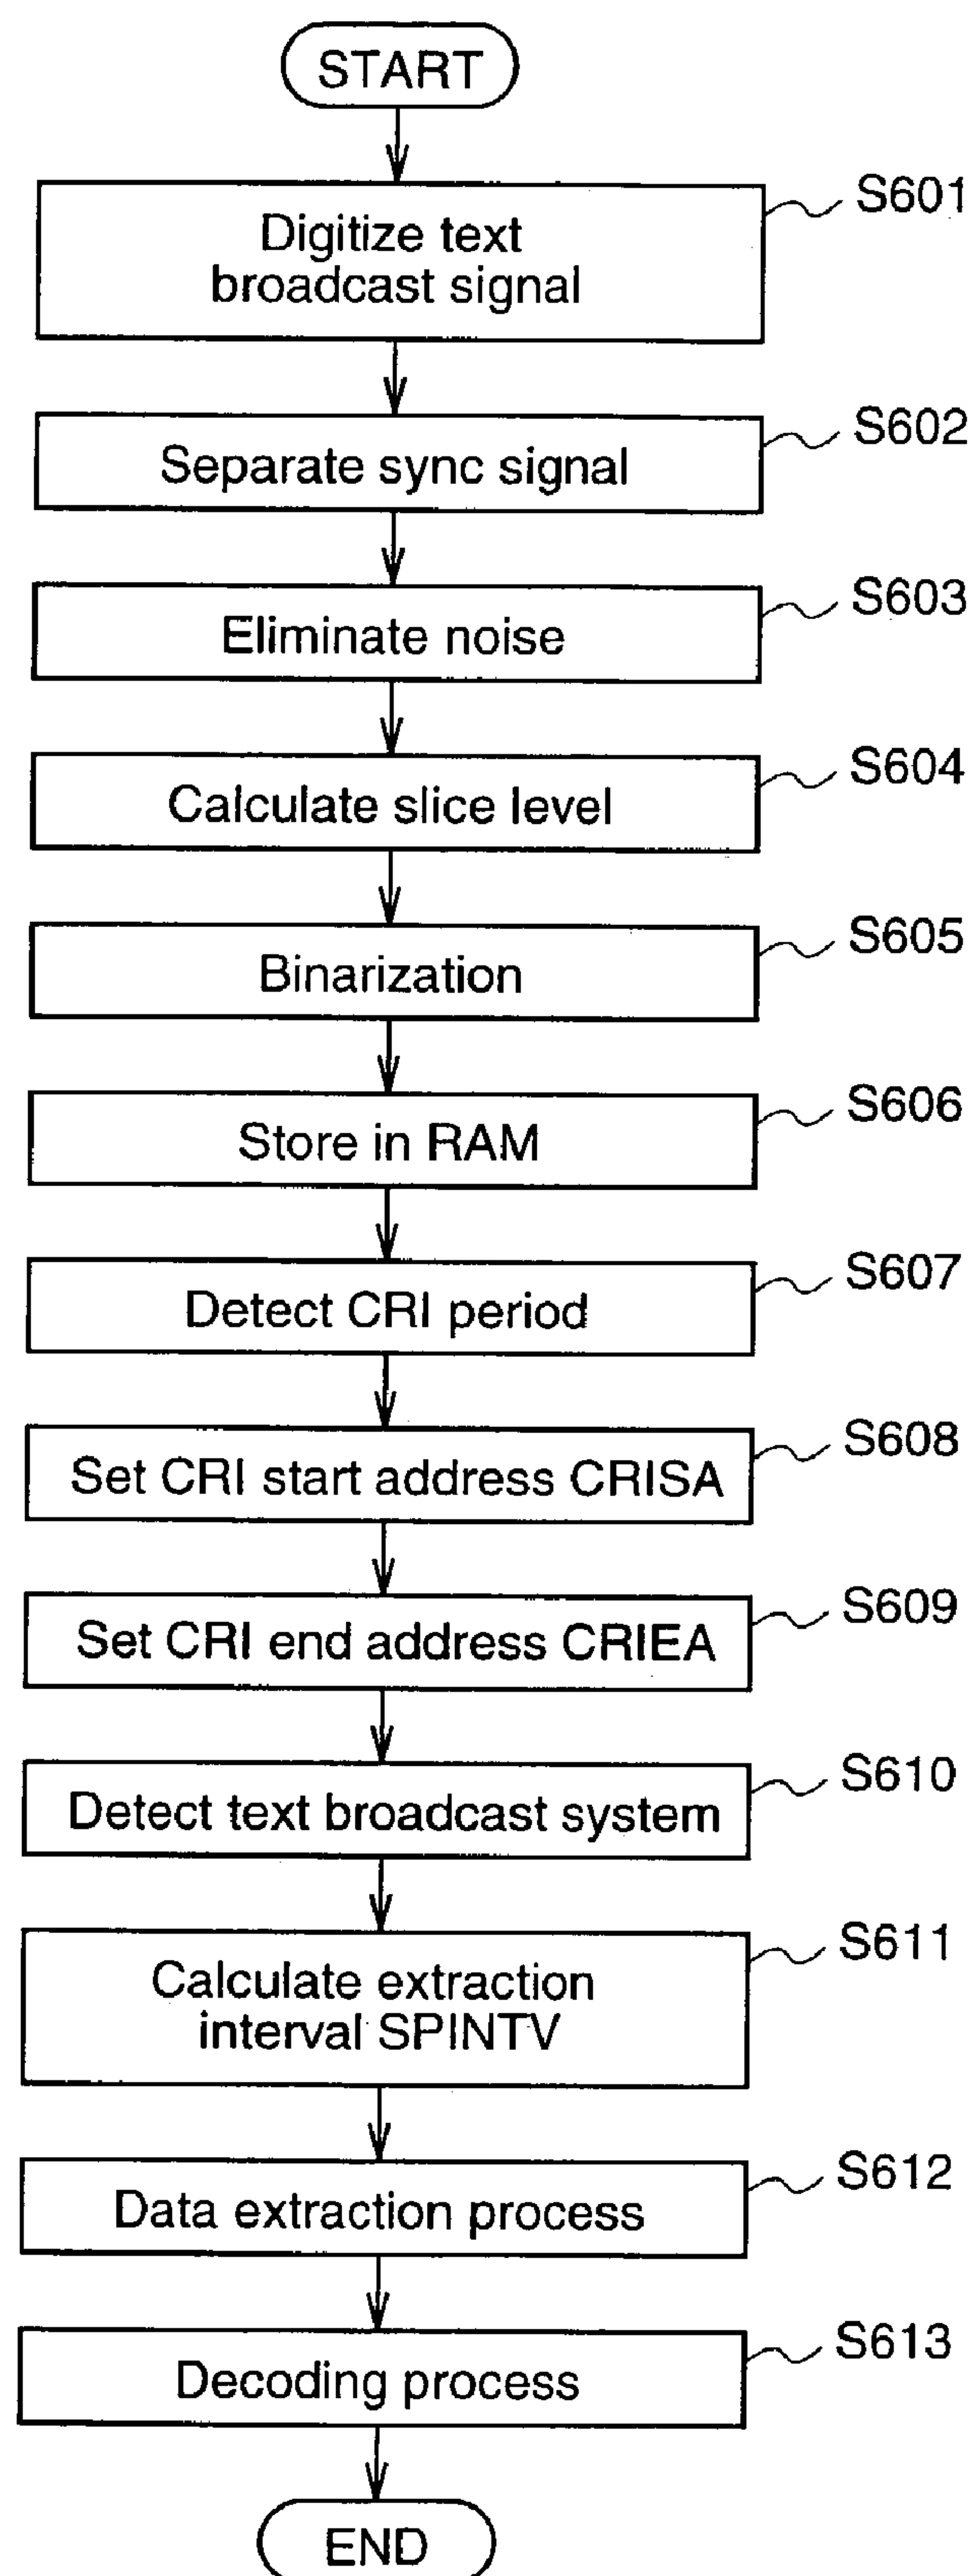 START
S601
Digitize text
broadcast signal
S602
Separate sync signal
S603
Eliminate noise
S604
Calculate slice level
S605
Binarization
S606
Store in RAM
S607
Detect CRI period
S608
Set CRI start address CRISA
S609
Set CRI end address CRIEA
S610
Detect text broadcast system
S611
Calculate extraction
interval SPINTV
S612
Data extraction process
S613
Decoding process
END